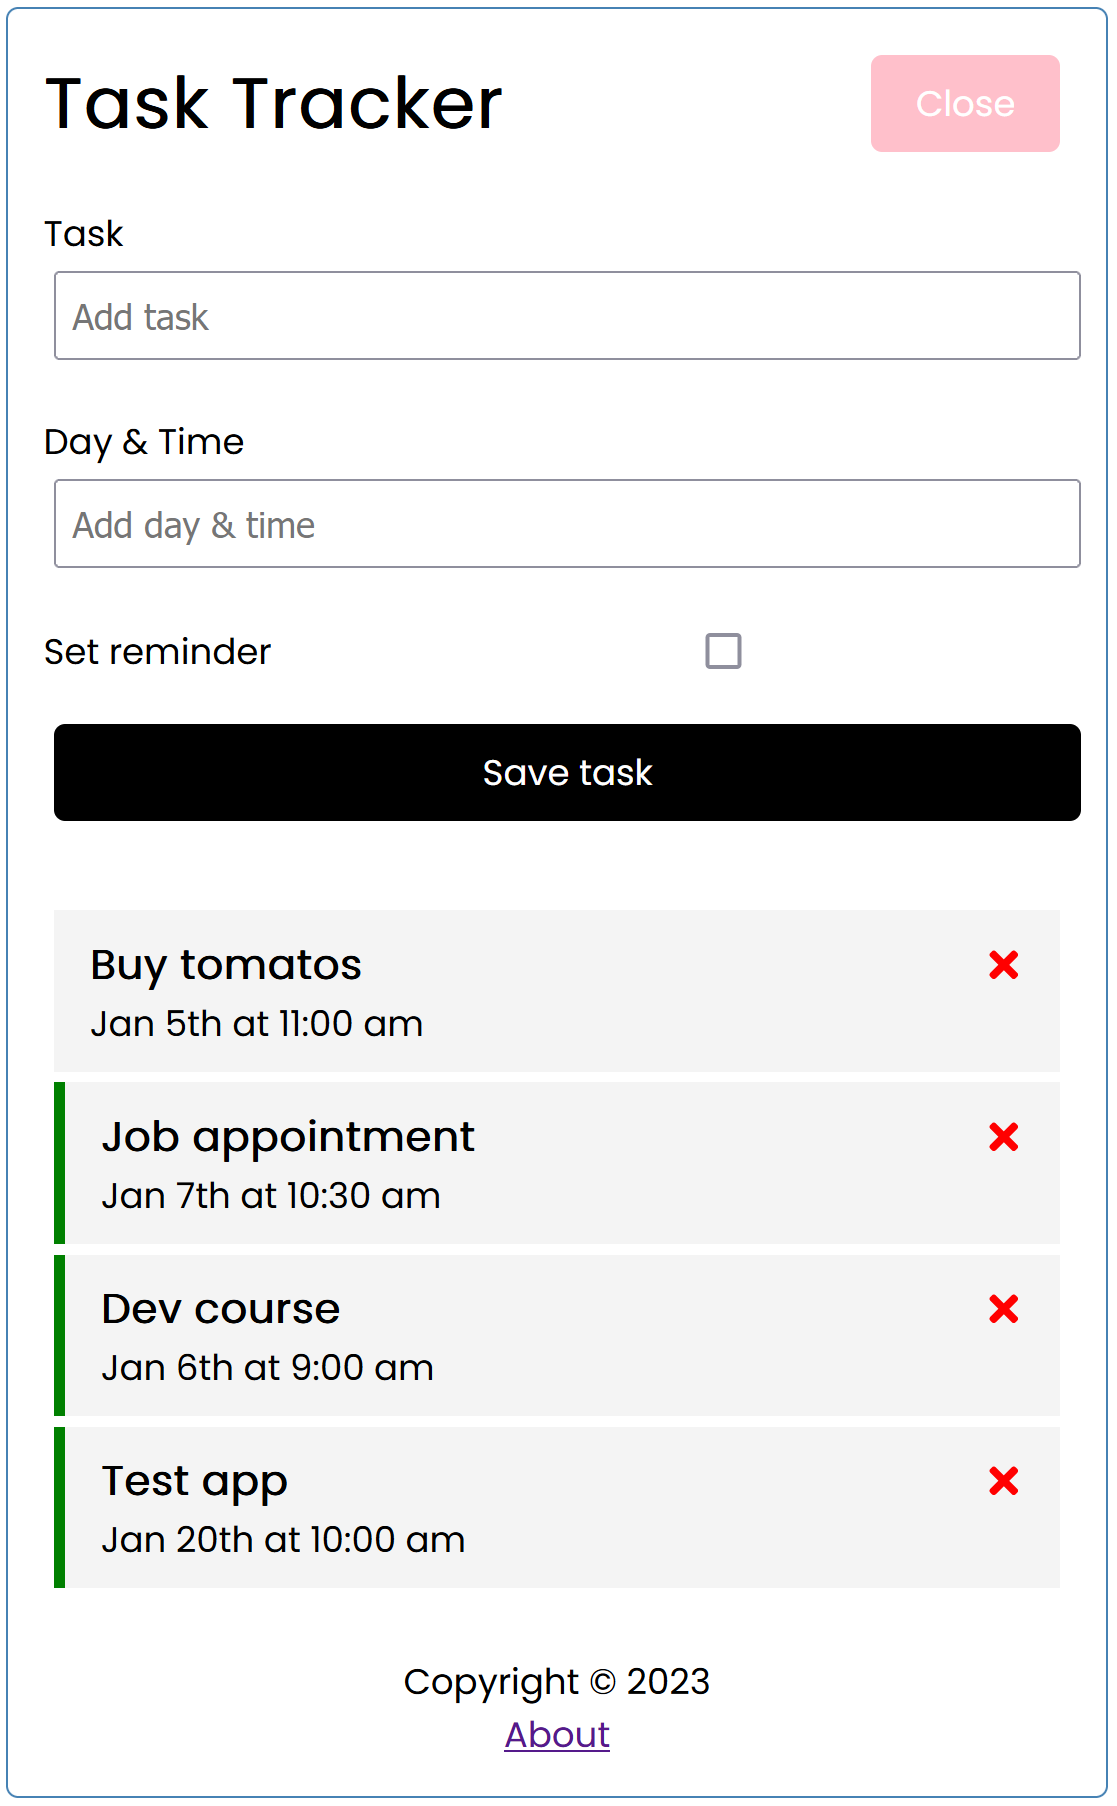 Task Tracker
Close
Task
Add task
Day & Time
Add day & time
Set reminder
Save task
Buy tomatos
Jan 5th at 11:00 am
Job appointment
Jan 7th at 10:30 am
Dev course
Jan 6th at 9:00 am
Test app
Jan 20th at 10:00 am
Copyright © 2023
About